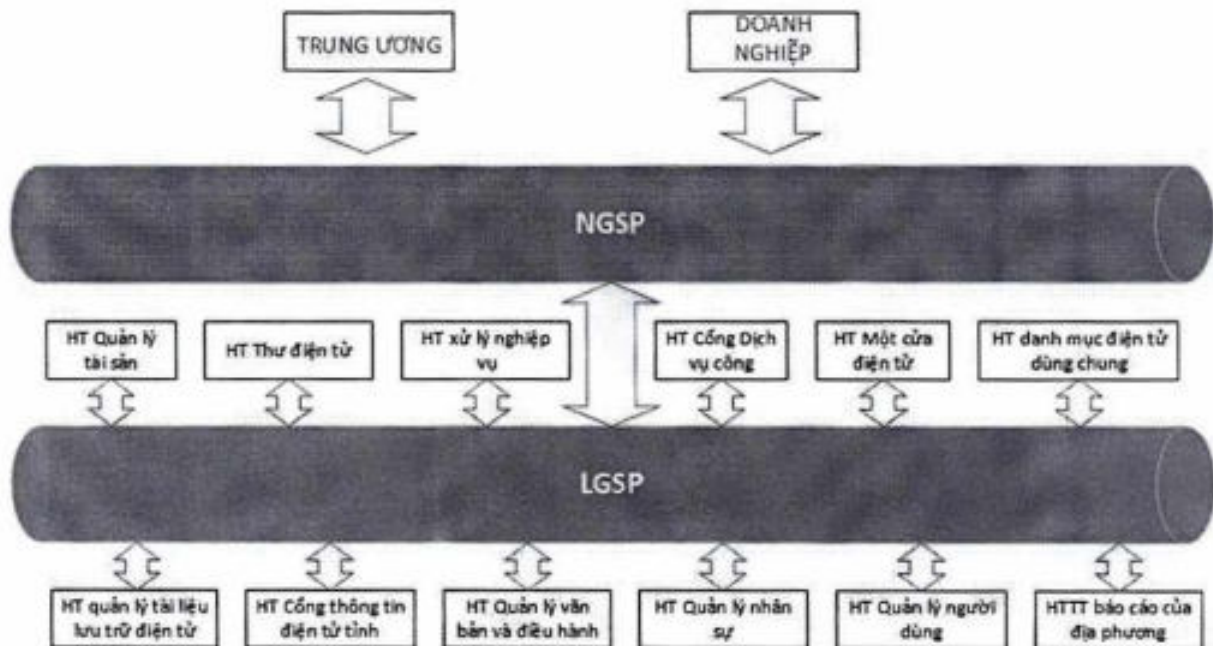 TRUNG ƯƠNG
DOANH
NGHIỆP
NGSP
HT Quản lý
tài sản
HT Thư điện tử
HT xử lý nghiệp
vụ
HT Cổng Dịch
vụ công
HT Một cửa
điện tử
HT danh mục điện tử
dùng chung
LGSP
HT quản lý tài liệu
lưu trữ điện tử
HT Cổng thông tin
điện tử tỉnh
HT Quản lý văn
bản và điều hành
HT Quản lý nhân
sự
HT Quản lý người
dùng
HTTT báo cáo của
địa phương